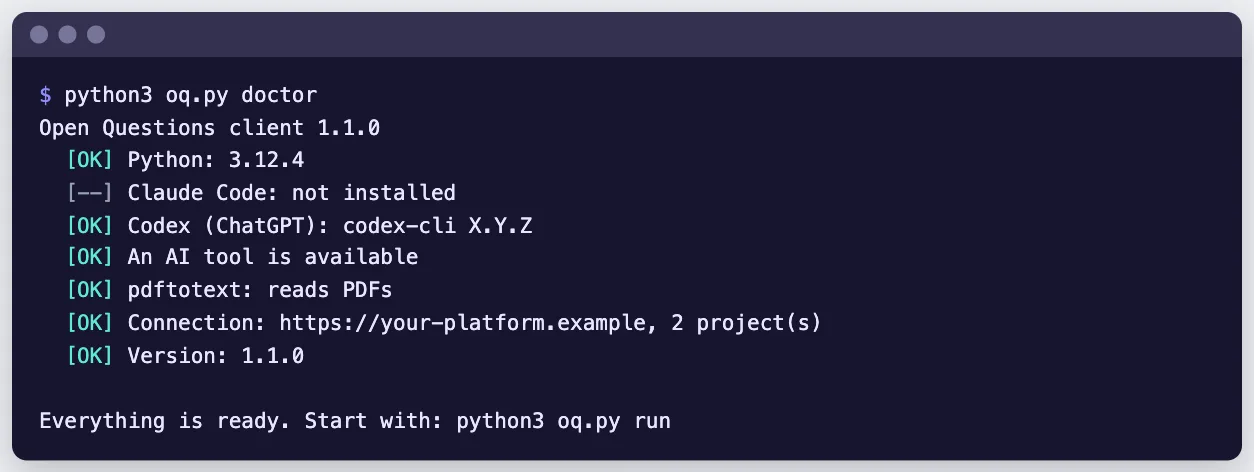 $ python3 oq.py doctor
Open Questions client 1.1.0
[OK] Python: 3.12.4
[--] Claude Code: not installed
[OK] Codex (ChatGPT): codex-cli X.Y.Z
[OK] An AI tool is available
[OK] pdftotext: reads PDFs
[OK] Connection: https://your-platform.example, 2 project(s)
[OK] Version: 1.1.0
Everything is ready. Start with: python3 oq.py run